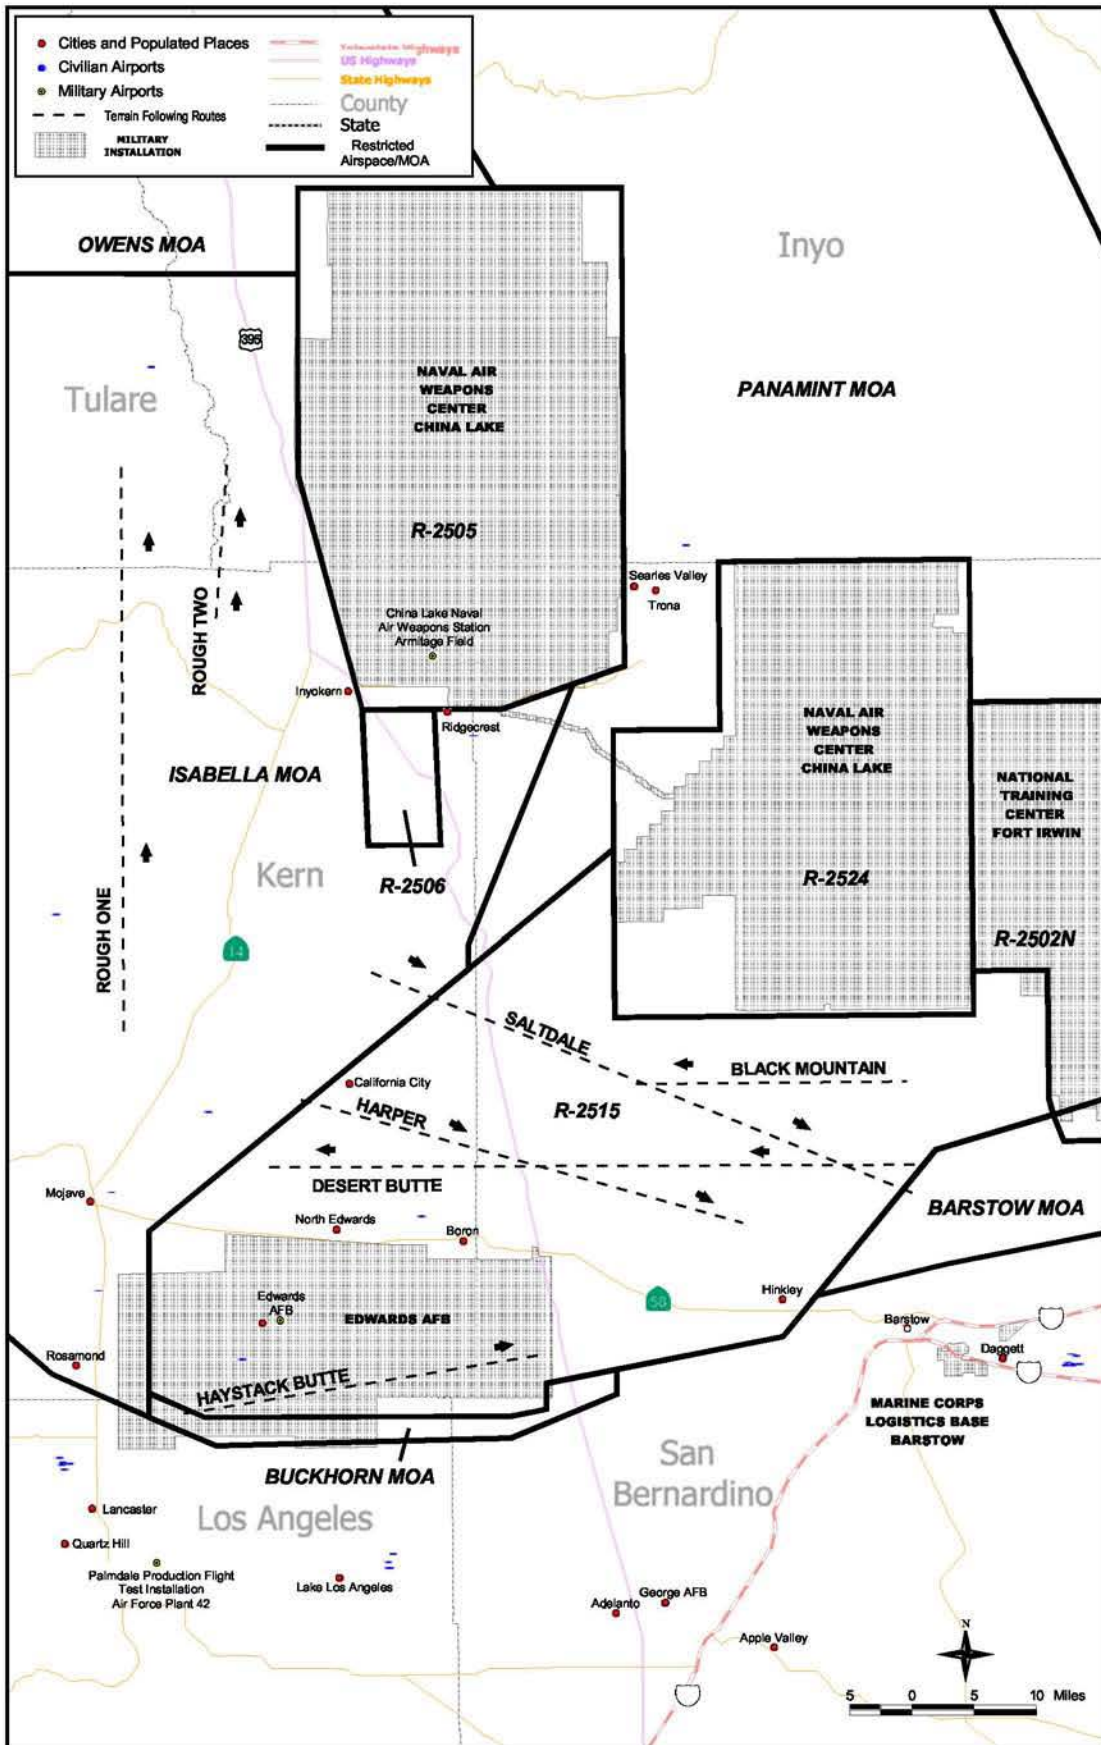 Cities and Populated Places
Civilian Airports
Military Airports
Terrain Following Routes
MILITARY
INSTALLATION
Highways
US Highways
State Highways
County
State
Restricted
Airspace/MOA
OWENS MOA
Inyo
395
Tulare
NAVAL AIR
WEAPONS
CENTER
CHINA LAKE
PANAMINT MOA
R-2505
Searles Valley
Trona
ROUGH TWO
China Lake Naval
Air Weapons Station
Armitage Field
Inyokern
Ridgecrest
NAVAL AIR
WEAPONS
CENTER
CHINA LAKE
ISABELLA MOA
NATIONAL
TRAINING
CENTER
FORT IRWIN
Kern
R-2506
R-2524
ROUGH ONE
14
R-2502N
SALTDALE
BLACK MOUNTAIN
California City
HARPER
R-2515
DESERT BUTTE
Mojave
North Edwards
Boron
BARSTOW MOA
Edwards
AFB
EDWARDS AFB
58
Hinkley
Barstow
Daggett
Rosamond
HAYSTACK BUTTE
MARINE CORPS
LOGISTICS BASE
BARSTOW
BUCKHORN MOA
San
Bernardino
Lancaster
Los Angeles
Quartz Hill
Palmdale Production Flight
Test Installation
Air Force Plant 42
Lake Los Angeles
George AFB
Adelanto
Apple Valley
N
5 0 5 10 Miles